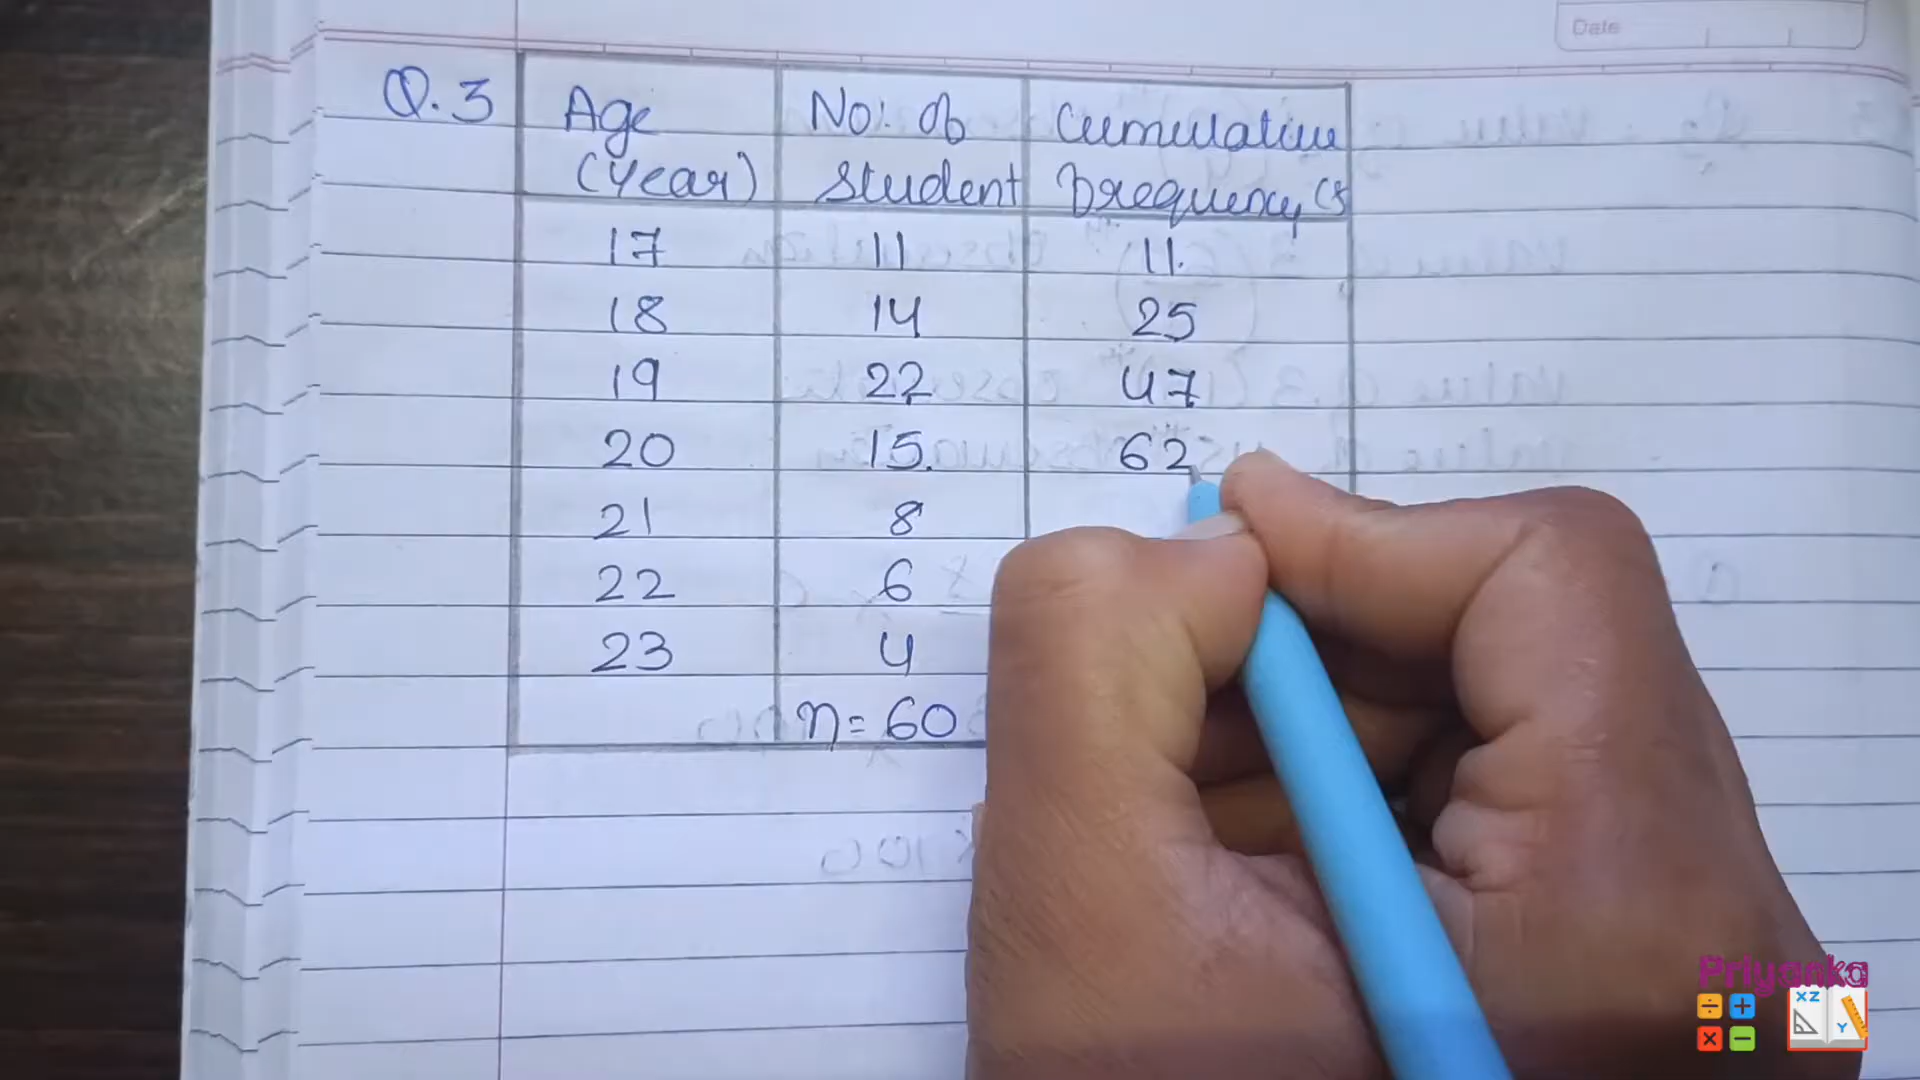 Date
Q.3 Age No: of Cumulative
(Year) Student Frequency (s
17 11 11.
18 14 25
19 22 47
20 15. 62
21 8
22 6
23 4
n = 60
Priyanka
XZ
Y